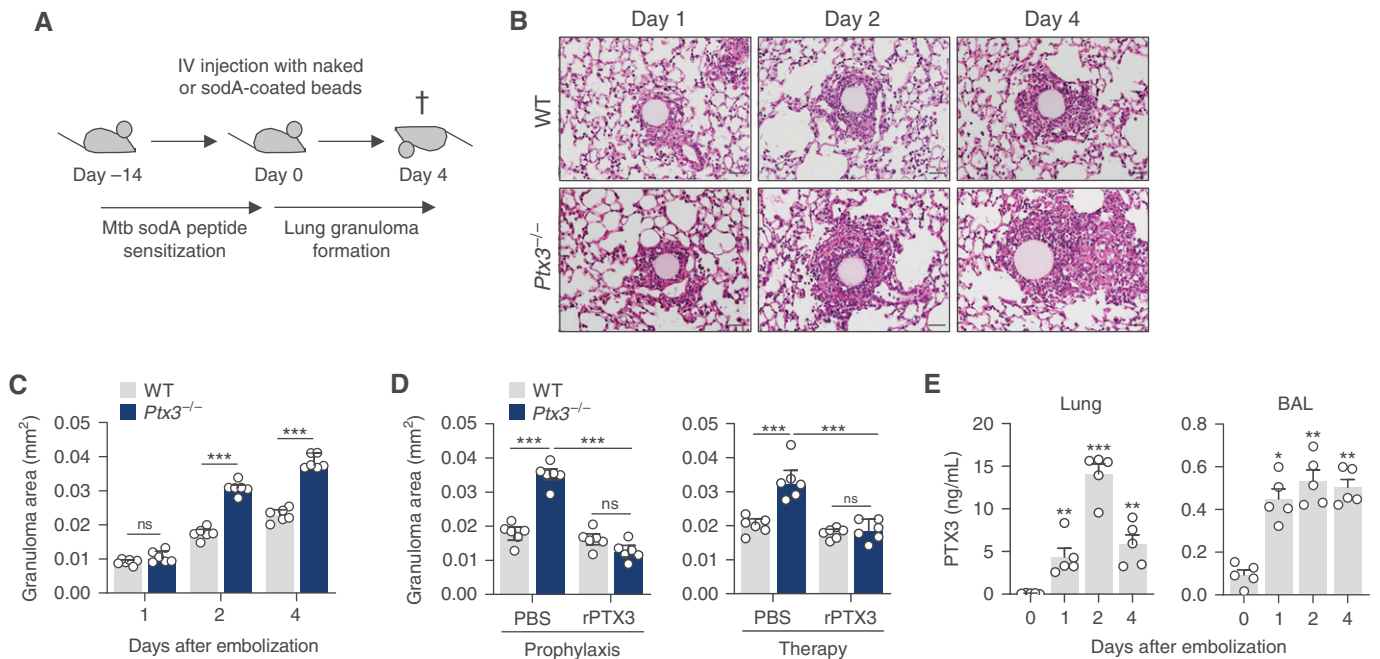 A
IV injection with naked
or sodA-coated beads
†
Day –14
Day 0
Day 4
Mtb sodA peptide
sensitization
Lung granuloma
formation
B
Day 1
Day 2
Day 4
WT
Ptx3–/–
C
WT
Ptx3–/–
Granuloma area (mm2)
0.05
0.04
0.03
0.02
0.01
0.00
ns
***
***
1
2
4
Days after embolization
D
WT
Ptx3–/–
Granuloma area (mm2)
0.05
0.04
0.03
0.02
0.01
0.00
***
***
ns
PBS
rPTX3
Prophylaxis
0.05
0.04
0.03
0.02
0.01
0.00
***
***
ns
PBS
rPTX3
Therapy
E
Lung
PTX3 (ng/mL)
20
15
10
5
0
**
***
**
0
1
2
4
BAL
0.8
0.6
0.4
0.2
0.0
*
**
**
0
1
2
4
Days after embolization